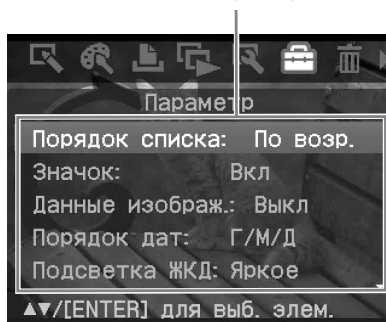 Параметр
Порядок списка: По возр.
Значок: Вкл
Данные изображ.: Выкл
Порядок дат: Г/М/Д
Подсветка ЖКД: Яркое
▲▼/[ENTER] для выб. элем.